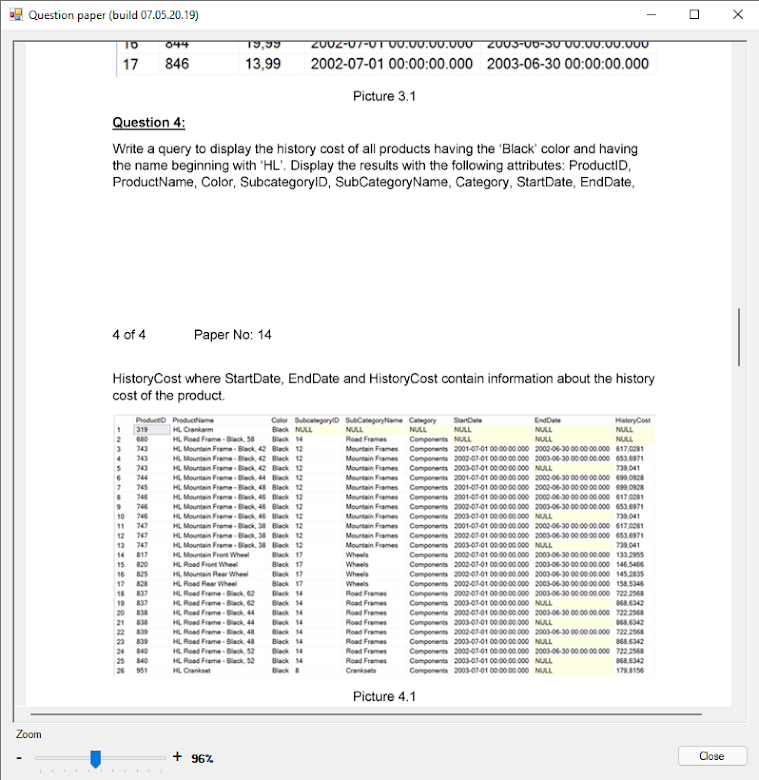 Question paper (build 07.05.20.19)
16 844 19,99 2002-07-01 00:00:00.000 2003-06-30 00:00:00.000
17 846 13,99 2002-07-01 00:00:00.000 2003-06-30 00:00:00.000
Picture 3.1
Question 4:
Write a query to display the history cost of all products having the ‘Black’ color and having
the name beginning with ‘HL’. Display the results with the following attributes: ProductID,
ProductName, Color, SubcategoryID, SubCategoryName, Category, StartDate, EndDate,
4 of 4 Paper No: 14
HistoryCost where StartDate, EndDate and HistoryCost contain information about the history
cost of the product.
ProductID ProductName Color SubcategoryID SubCategoryName Category StartDate EndDate HistoryCost
1 319 HL Crankarm Black NULL NULL NULL NULL NULL NULL
2 680 HL Road Frame - Black, 58 Black 14 Road Frames Components NULL NULL NULL
3 743 HL Mountain Frame - Black, 42 Black 12 Mountain Frames Components 2001-07-01 00:00:00.000 2002-06-30 00:00:00.000 617,0281
4 743 HL Mountain Frame - Black, 42 Black 12 Mountain Frames Components 2002-07-01 00:00:00.000 2003-06-30 00:00:00.000 653,6971
5 743 HL Mountain Frame - Black, 42 Black 12 Mountain Frames Components 2003-07-01 00:00:00.000 NULL 739,041
6 744 HL Mountain Frame - Black, 44 Black 12 Mountain Frames Components 2001-07-01 00:00:00.000 2002-06-30 00:00:00.000 699,0928
7 745 HL Mountain Frame - Black, 48 Black 12 Mountain Frames Components 2001-07-01 00:00:00.000 2002-06-30 00:00:00.000 699,0928
8 746 HL Mountain Frame - Black, 46 Black 12 Mountain Frames Components 2001-07-01 00:00:00.000 2002-06-30 00:00:00.000 617,0281
9 746 HL Mountain Frame - Black, 46 Black 12 Mountain Frames Components 2002-07-01 00:00:00.000 2003-06-30 00:00:00.000 653,6971
10 746 HL Mountain Frame - Black, 46 Black 12 Mountain Frames Components 2003-07-01 00:00:00.000 NULL 739,041
11 747 HL Mountain Frame - Black, 38 Black 12 Mountain Frames Components 2001-07-01 00:00:00.000 2002-06-30 00:00:00.000 617,0281
12 747 HL Mountain Frame - Black, 38 Black 12 Mountain Frames Components 2002-07-01 00:00:00.000 2003-06-30 00:00:00.000 653,6971
13 747 HL Mountain Frame - Black, 38 Black 12 Mountain Frames Components 2003-07-01 00:00:00.000 NULL 739,041
14 817 HL Mountain Front Wheel Black 17 Wheels Components 2002-07-01 00:00:00.000 2003-06-30 00:00:00.000 133,2955
15 820 HL Road Front Wheel Black 17 Wheels Components 2002-07-01 00:00:00.000 2003-06-30 00:00:00.000 146,5466
16 825 HL Mountain Rear Wheel Black 17 Wheels Components 2002-07-01 00:00:00.000 2003-06-30 00:00:00.000 145,2835
17 828 HL Road Rear Wheel Black 17 Wheels Components 2002-07-01 00:00:00.000 2003-06-30 00:00:00.000 158,5346
18 837 HL Road Frame - Black, 62 Black 14 Road Frames Components 2002-07-01 00:00:00.000 2003-06-30 00:00:00.000 722,2568
19 837 HL Road Frame - Black, 62 Black 14 Road Frames Components 2003-07-01 00:00:00.000 NULL 868,6342
20 838 HL Road Frame - Black, 44 Black 14 Road Frames Components 2002-07-01 00:00:00.000 2003-06-30 00:00:00.000 722,2568
21 838 HL Road Frame - Black, 44 Black 14 Road Frames Components 2003-07-01 00:00:00.000 NULL 868,6342
22 839 HL Road Frame - Black, 48 Black 14 Road Frames Components 2002-07-01 00:00:00.000 2003-06-30 00:00:00.000 722,2568
23 839 HL Road Frame - Black, 48 Black 14 Road Frames Components 2003-07-01 00:00:00.000 NULL 868,6342
24 840 HL Road Frame - Black, 52 Black 14 Road Frames Components 2002-07-01 00:00:00.000 2003-06-30 00:00:00.000 722,2568
25 840 HL Road Frame - Black, 52 Black 14 Road Frames Components 2003-07-01 00:00:00.000 NULL 868,6342
26 951 HL Crankset Black 8 Cranksets Components 2003-07-01 00:00:00.000 NULL 179,8156
Picture 4.1
Zoom
- + 96%
Close